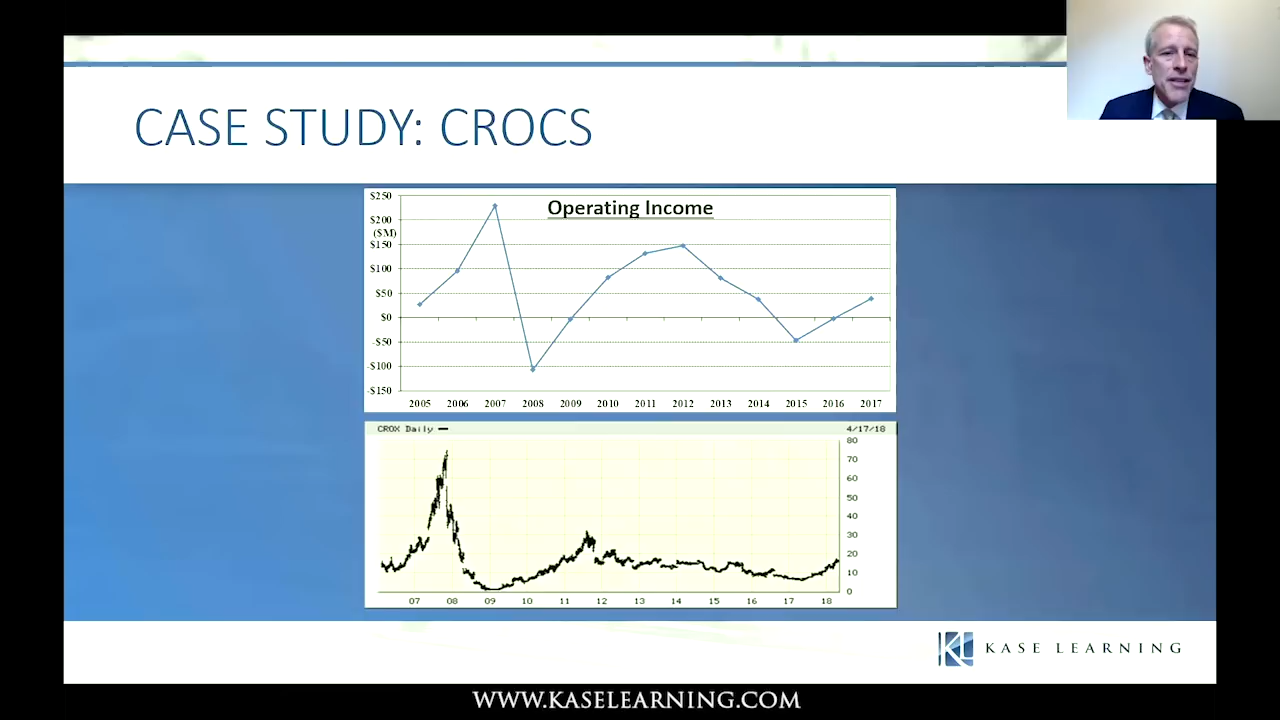 CASE STUDY: CROCS
Operating Income
$250
$200
($M)
$150
$100
$50
$0
-$50
-$100
-$150
2005 2006 2007 2008 2009 2010 2011 2012 2013 2014 2015 2016 2017
CROX Daily 4/17/18
80
70
60
50
40
30
20
10
0
07 08 09 10 11 12 13 14 15 16 17 18
KL KASE LEARNING
WWW.KASELEARNING.COM